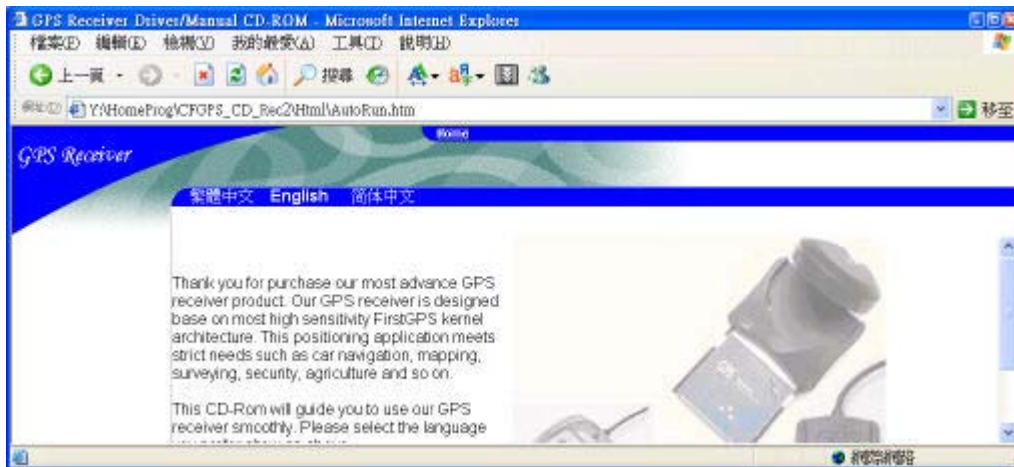 GPS Receiver Driver/Manual CD-ROM - Microsoft Internet Explorer
檔案(F) 編輯(E) 檢視(V) 我的最愛(A) 工具(T) 說明(H)
上一頁 搜尋
網址(D) Y:\HomeProg\CFGPS_CD_Rec2\Html\AutoRun.htm 移至
Home
GPS Receiver
繁體中文 English 简体中文
Thank you for purchase our most advance GPS
receiver product. Our GPS receiver is designed
base on most high sensitivity FirstGPS kernel
architecture. This positioning application meets
strict needs such as car navigation, mapping,
surveying, security, agriculture and so on.
This CD-Rom will guide you to use our GPS
receiver smoothly. Please select the language